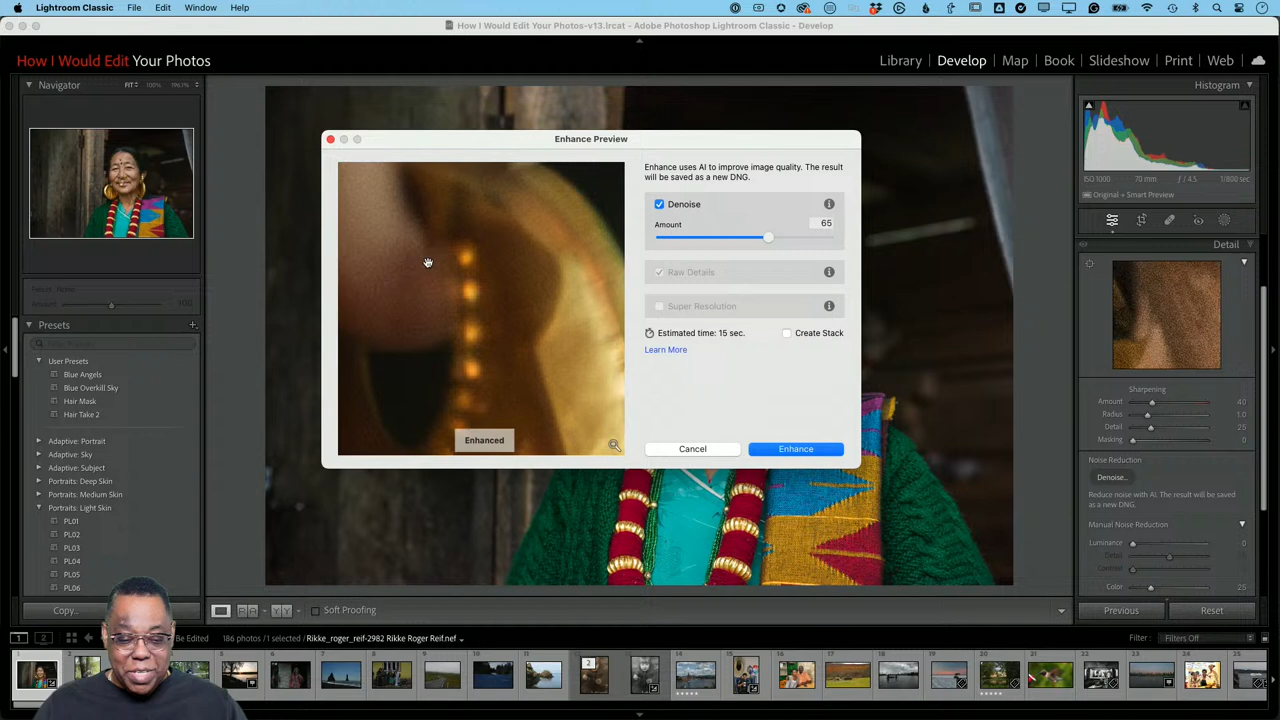 Lightroom Classic File Edit Window Help
How I Would Edit Your Photos-v13.lrcat - Adobe Photoshop Lightroom Classic - Develop
How I Would Edit Your Photos
Library Develop Map Book Slideshow Print Web
Navigator FIT 100%
Histogram
ISO 1000 70 mm ƒ / 4.5 1/800 sec
Original + Smart Preview
Enhance Preview
Enhance uses AI to improve image quality. The result
will be saved as a new DNG.
Denoise
Amount 65
Raw Details
Super Resolution
Estimated time: 15 sec. Create Stack
Learn More
Enhanced
Cancel Enhance
Detail
Sharpening
Amount 40
Radius 1.0
Detail 25
Masking 0
Noise Reduction
Denoise...
Reduce noise with AI. The result will be saved
as a new DNG.
Manual Noise Reduction
Luminance 0
Detail
Contrast
Color 25
Previous Reset
Amount 100
Presets
User Presets
Blue Angels
Blue Overkill Sky
Hair Mask
Hair Take 2
Adaptive: Portrait
Adaptive: Sky
Adaptive: Subject
Portraits: Deep Skin
Portraits: Medium Skin
Portraits: Light Skin
PL01
PL02
PL03
PL04
PL05
PL06
Copy...
Soft Proofing
1 2 Be Edited 186 photos / 1 selected / Rikke_roger_reif-2982 Rikke Roger Reif.nef
Filter : Filters Off